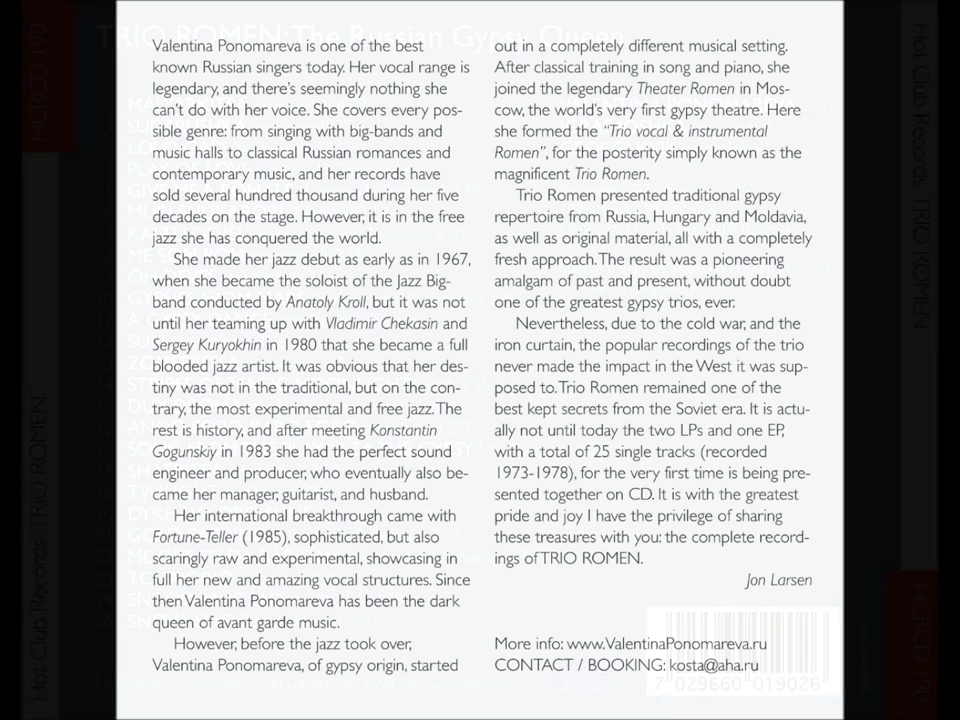 TRIO ROMEN: The Russian Gypsy Queen
Valentina Ponomareva is one of the best
known Russian singers today. Her vocal range is
legendary, and there's seemingly nothing she
can't do with her voice. She covers every pos-
sible genre: from singing with big-bands and
music halls to classical Russian romances and
contemporary music, and her records have
sold several hundred thousand during her five
decades on the stage. However, it is in the free
jazz she has conquered the world.
She made her jazz debut as early as in 1967,
when she became the soloist of the Jazz Big-
band conducted by Anatoly Kroll, but it was not
until her teaming up with Vladimir Chekasin and
Sergey Kuryokhin in 1980 that she became a full
blooded jazz artist. It was obvious that her des-
tiny was not in the traditional, but on the con-
trary, the most experimental and free jazz. The
rest is history, and after meeting Konstantin
Gogunskiy in 1983 she had the perfect sound
engineer and producer, who eventually also be-
came her manager, guitarist, and husband.
Her international breakthrough came with
Fortune-Teller (1985), sophisticated, but also
scaringly raw and experimental, showcasing in
full her new and amazing vocal structures. Since
then Valentina Ponomareva has been the dark
queen of avant garde music.
However, before the jazz took over,
Valentina Ponomareva, of gypsy origin, started
out in a completely different musical setting.
After classical training in song and piano, she
joined the legendary Theater Romen in Mos-
cow, the world's very first gypsy theatre. Here
she formed the "Trio vocal & instrumental
Romen", for the posterity simply known as the
magnificent Trio Romen.
Trio Romen presented traditional gypsy
repertoire from Russia, Hungary and Moldavia,
as well as original material, all with a completely
fresh approach. The result was a pioneering
amalgam of past and present, without doubt
one of the greatest gypsy trios, ever.
Nevertheless, due to the cold war, and the
iron curtain, the popular recordings of the trio
never made the impact in the West it was sup-
posed to. Trio Romen remained one of the
best kept secrets from the Soviet era. It is actu-
ally not until today the two LPs and one EP,
with a total of 25 single tracks (recorded
1973-1978), for the very first time is being pre-
sented together on CD. It is with the greatest
pride and joy I have the privilege of sharing
these treasures with you: the complete record-
ings of TRIO ROMEN.
Jon Larsen
More info: www.ValentinaPonomareva.ru
CONTACT / BOOKING: kosta@aha.ru
7 029660 019026
Hot Club Records TRIO ROMEN
HCRCD 190
Hot Club Records TRIO ROMEN
HCRCD 190